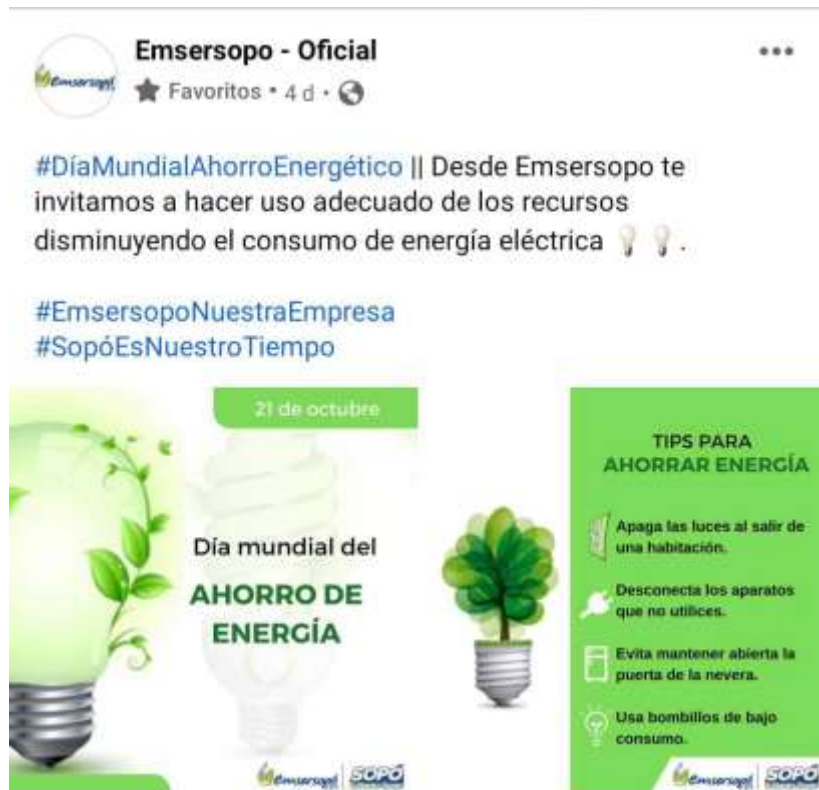 Emsersopo - Oficial
Emsersopó
Favoritos • 4 d •
#DíaMundialAhorroEnergético || Desde Emsersopo te
invitamos a hacer uso adecuado de los recursos
disminuyendo el consumo de energía eléctrica 💡 💡.
#EmsersopoNuestraEmpresa
#SopóEsNuestroTiempo
21 de octubre
Día mundial del
AHORRO DE
ENERGÍA
Emsersopó SOPÓ
TIPS PARA
AHORRAR ENERGÍA
Apaga las luces al salir de
una habitación.
Desconecta los aparatos
que no utilices.
Evita mantener abierta la
puerta de la nevera.
Usa bombillos de bajo
consumo.
Emsersopó SOPÓ